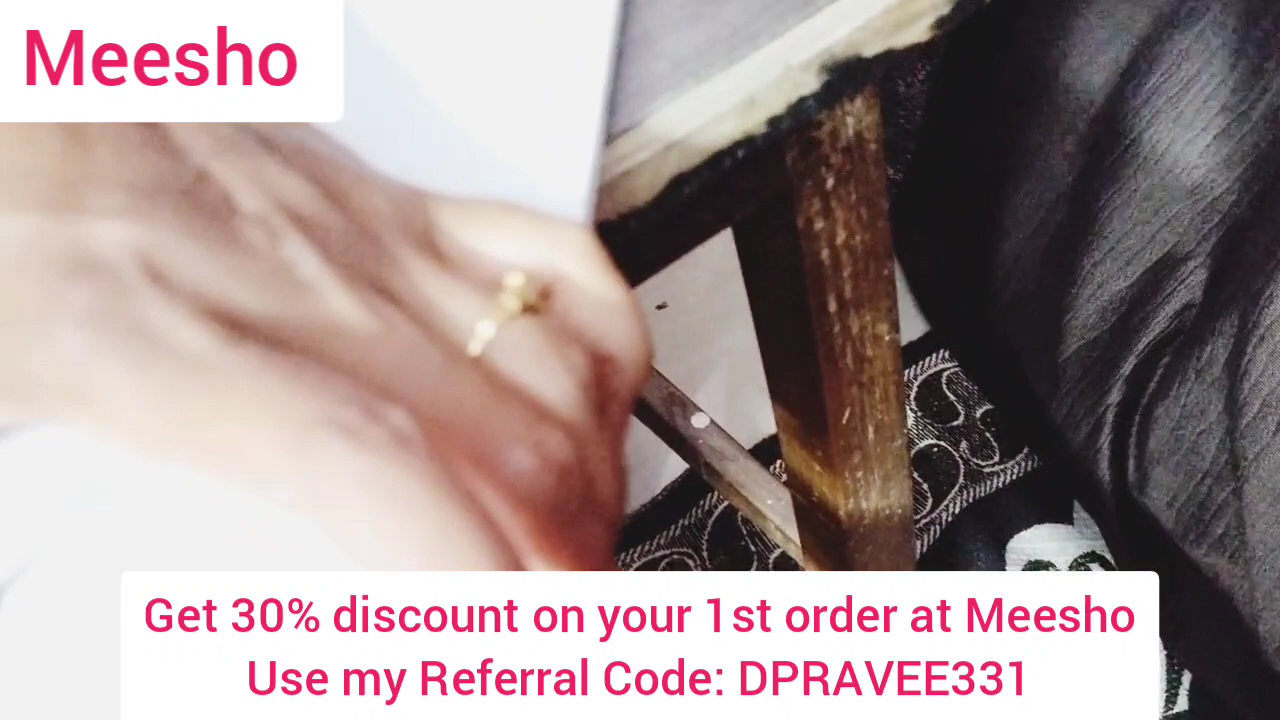 Meesho
Get 30% discount on your 1st order at Meesho
Use my Referral Code: DPRAVEE331